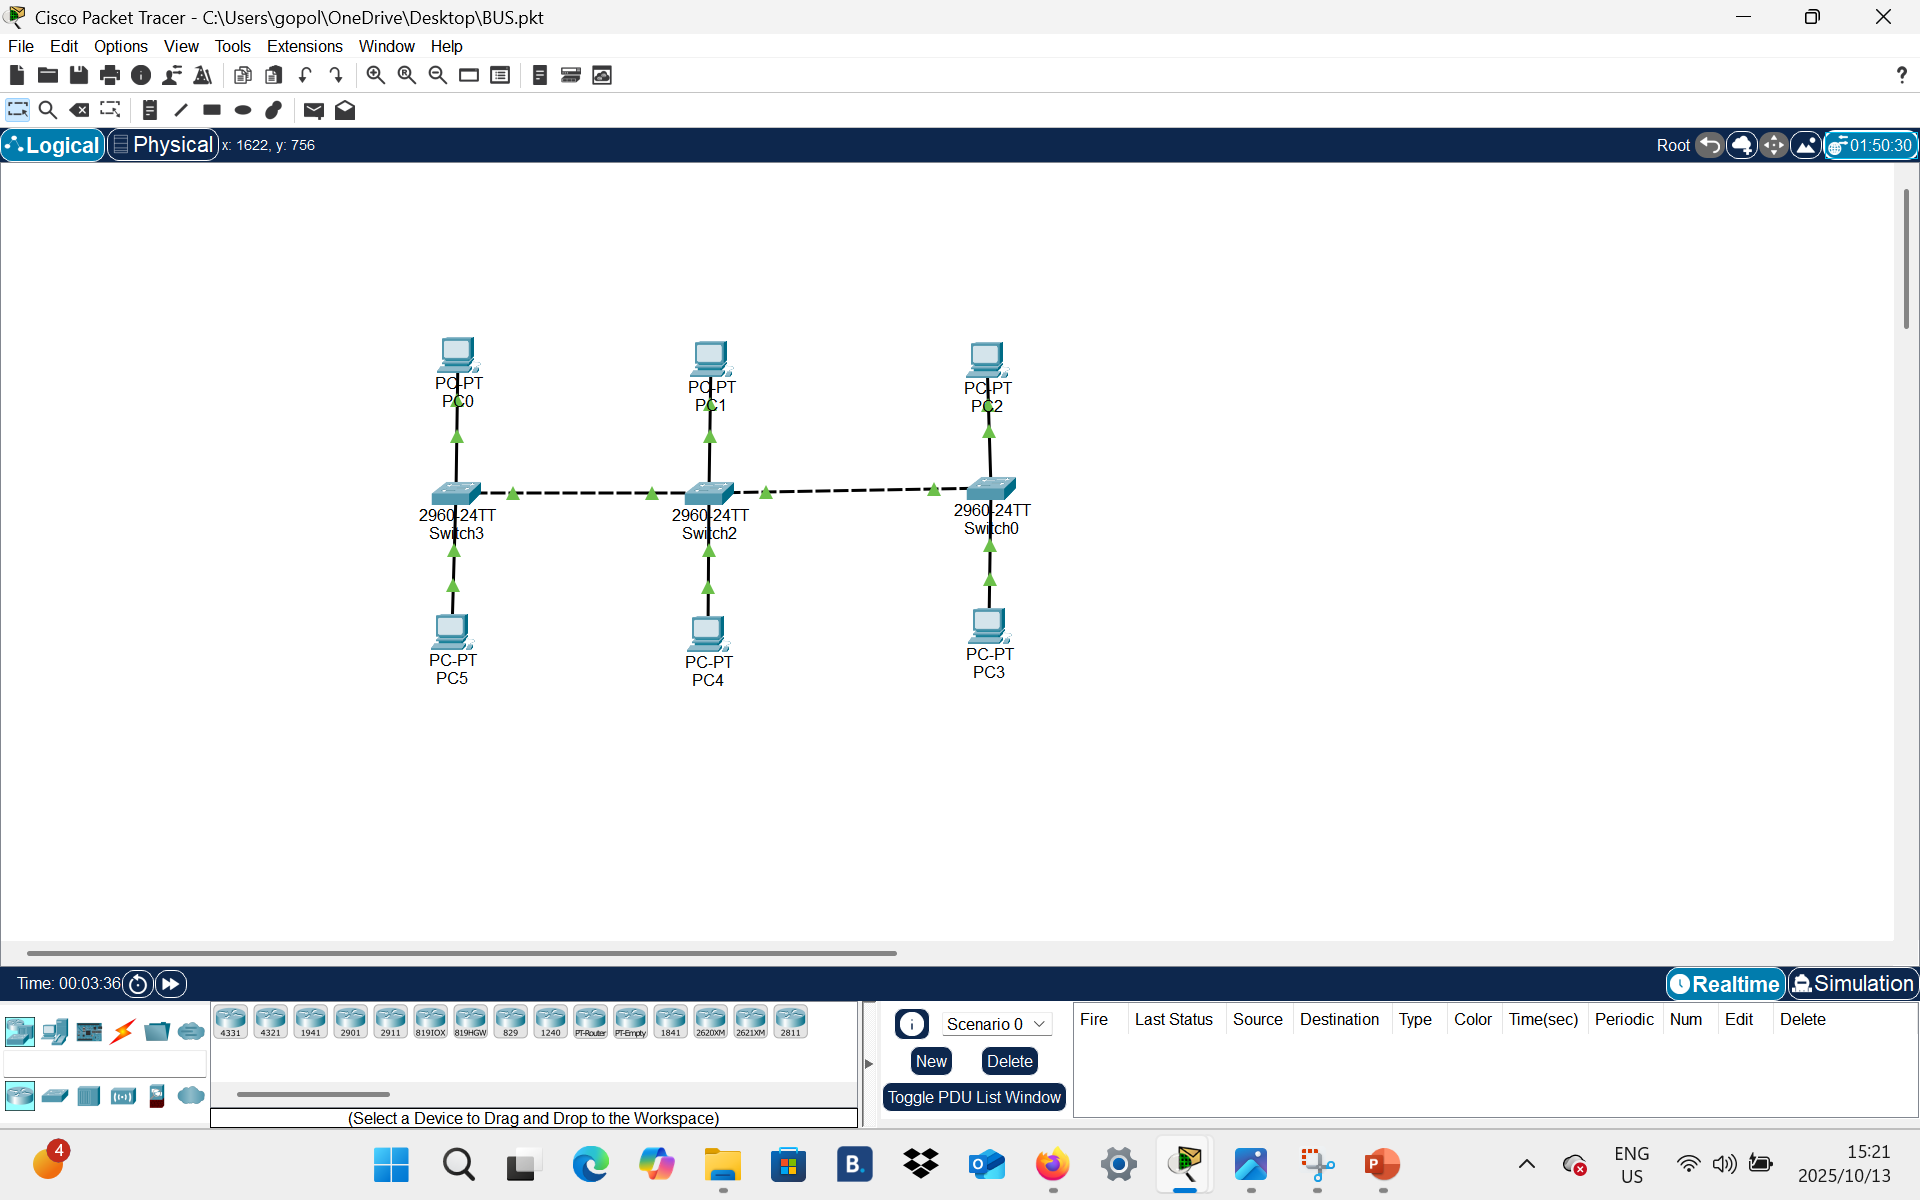 Cisco Packet Tracer - C:\Users\gopol\OneDrive\Desktop\BUS.pkt
File Edit Options View Tools Extensions Window Help
?
Logical Physical x: 1622, y: 756 Root 01:50:30
PC-PT
PC0
PC-PT
PC1
PC-PT
PC2
2960-24TT
Switch3
2960-24TT
Switch2
2960-24TT
Switch0
PC-PT
PC5
PC-PT
PC4
PC-PT
PC3
Time: 00:03:36 Realtime Simulation
4331 4321 1941 2901 2911 819IOX 819HGW 829 1240 PT-Router PT-Empty 1841 2620XM 2621XM 2811
(Select a Device to Drag and Drop to the Workspace)
Scenario 0
New Delete
Toggle PDU List Window
Fire Last Status Source Destination Type Color Time(sec) Periodic Num Edit Delete
4
B.
ENG
US
15:21
2025/10/13